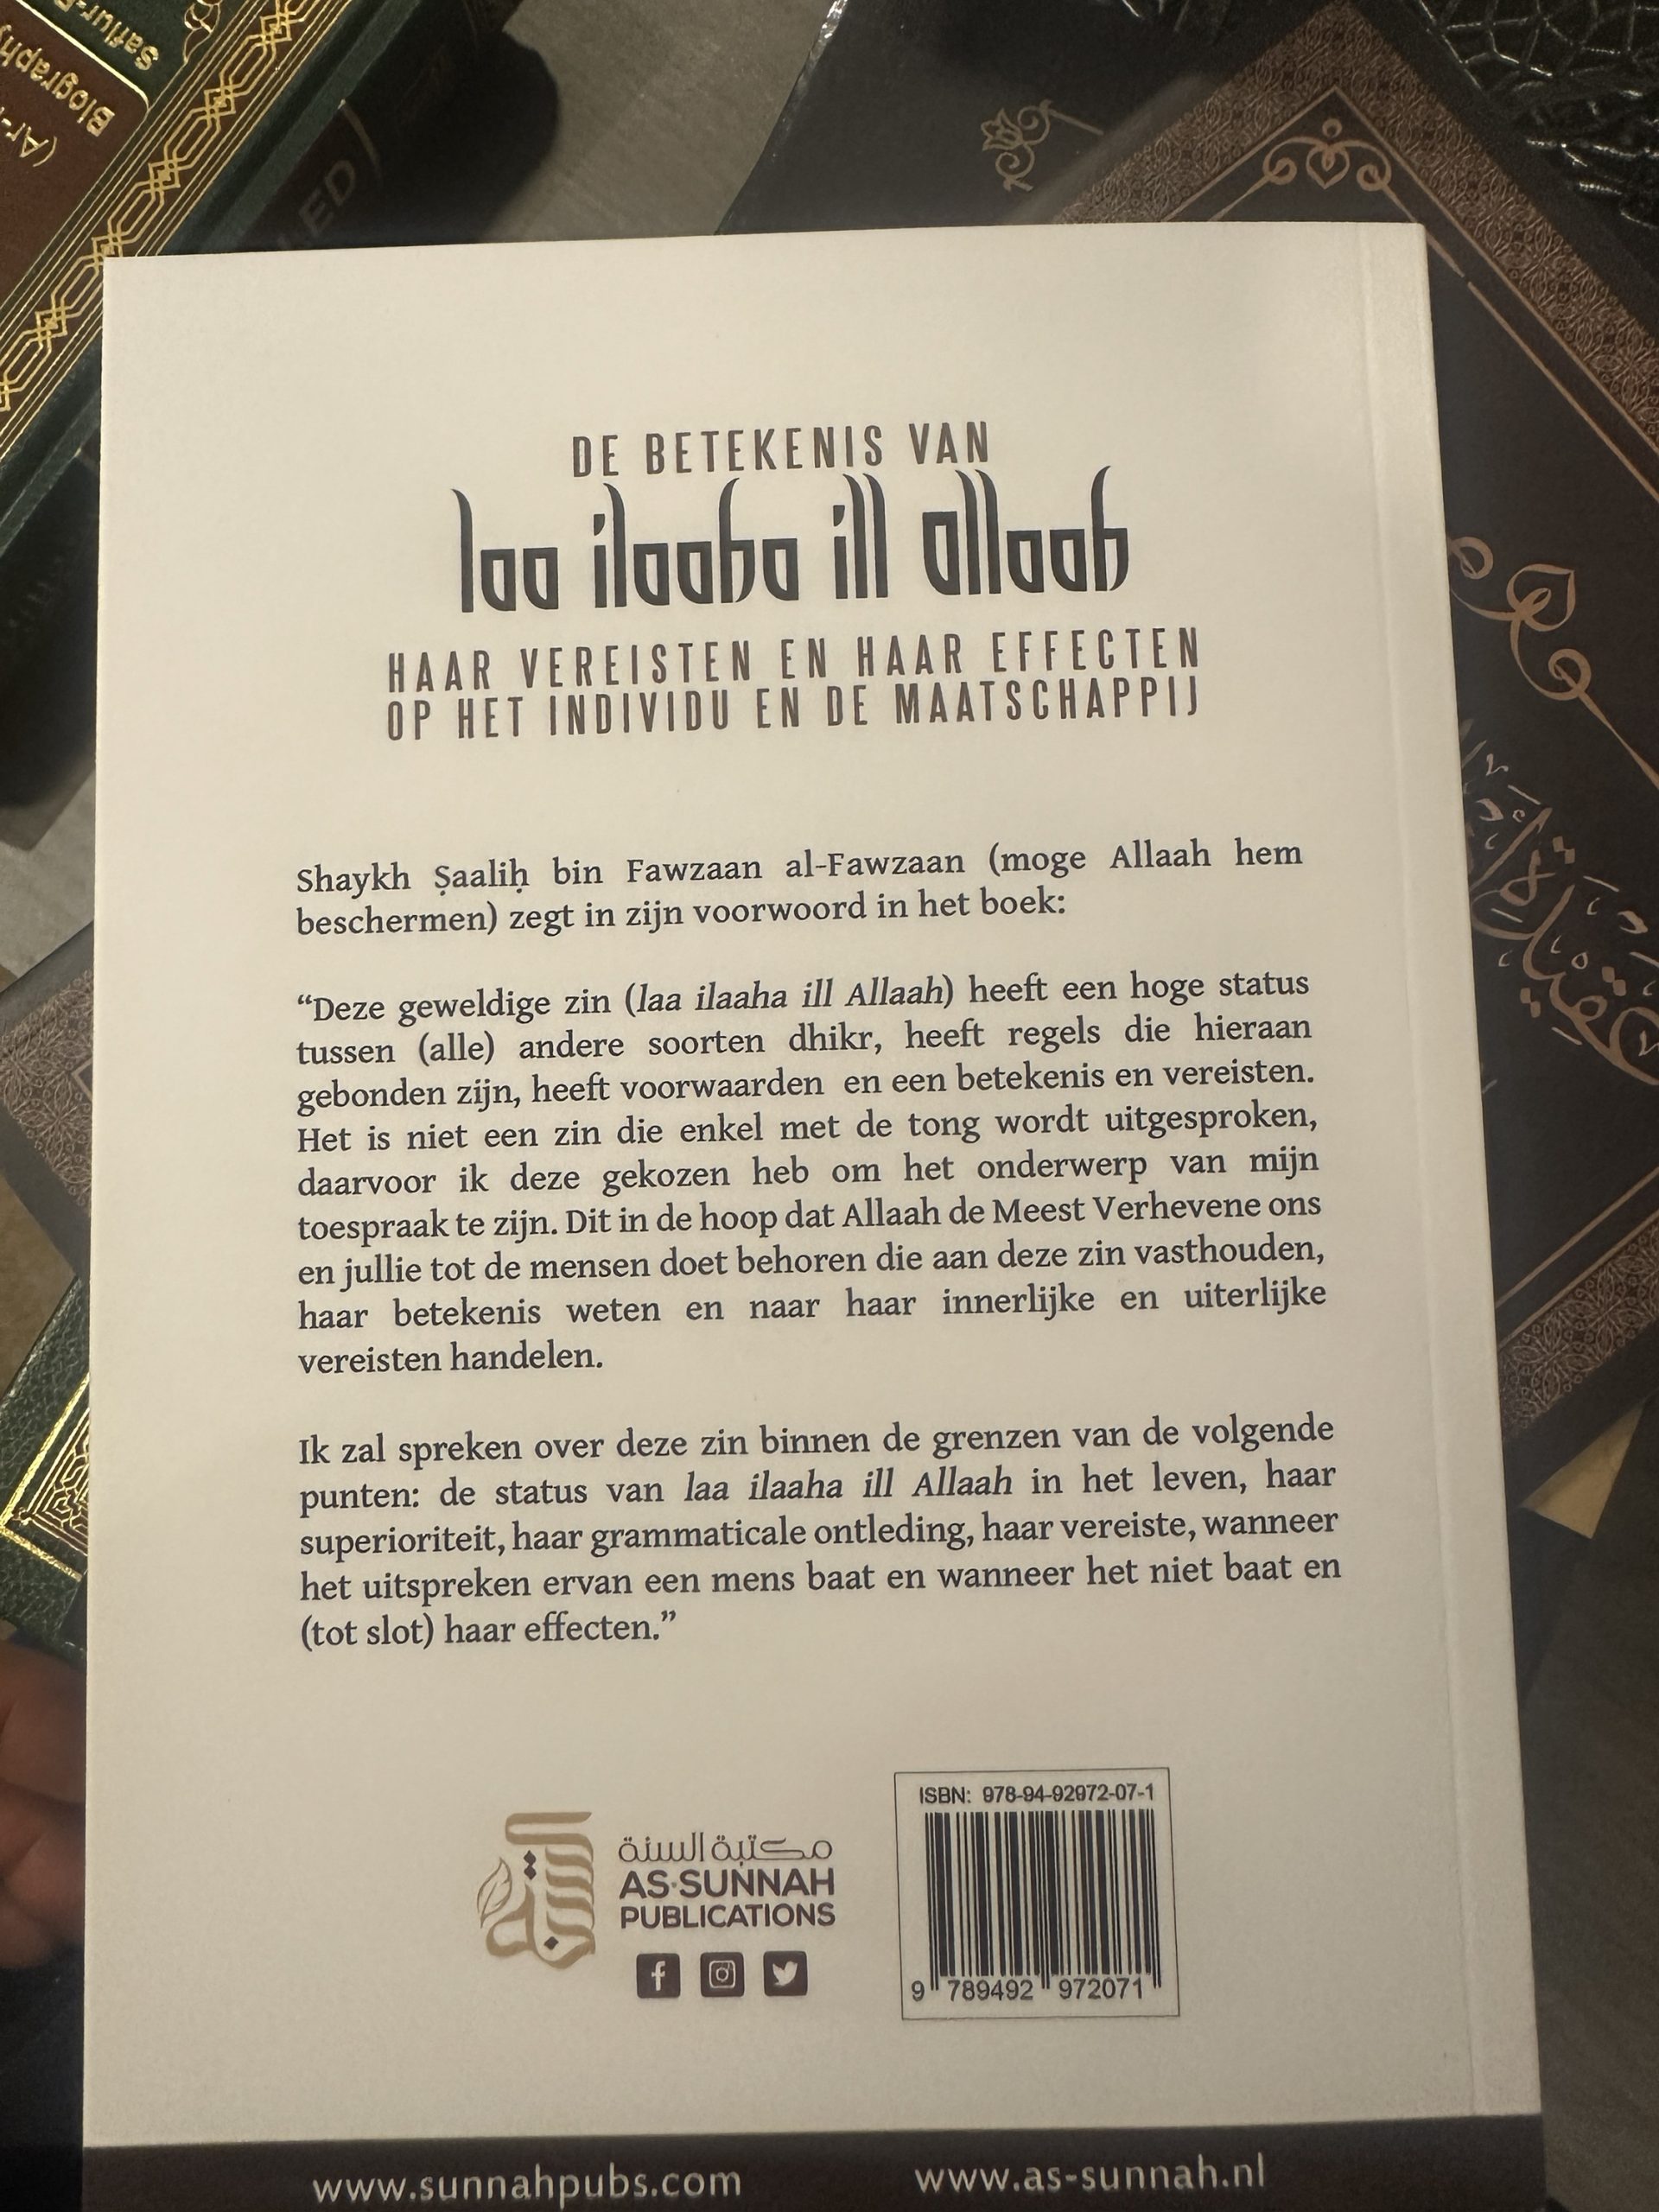 Safiur-R
Biography
(Ar-
ED
DE BETEKENIS VAN
laa ilaaha ill allaah
HAAR VEREISTEN EN HAAR EFFECTEN
OP HET INDIVIDU EN DE MAATSCHAPPIJ
Shaykh Ṣaaliḥ bin Fawzaan al-Fawzaan (moge Allaah hem
beschermen) zegt in zijn voorwoord in het boek:
“Deze geweldige zin (laa ilaaha ill Allaah) heeft een hoge status
tussen (alle) andere soorten dhikr, heeft regels die hieraan
gebonden zijn, heeft voorwaarden en een betekenis en vereisten.
Het is niet een zin die enkel met de tong wordt uitgesproken,
daarvoor ik deze gekozen heb om het onderwerp van mijn
toespraak te zijn. Dit in de hoop dat Allaah de Meest Verhevene ons
en jullie tot de mensen doet behoren die aan deze zin vasthouden,
haar betekenis weten en naar haar innerlijke en uiterlijke
vereisten handelen.
Ik zal spreken over deze zin binnen de grenzen van de volgende
punten: de status van laa ilaaha ill Allaah in het leven, haar
superioriteit, haar grammaticale ontleding, haar vereiste, wanneer
het uitspreken ervan een mens baat en wanneer het niet baat en
(tot slot) haar effecten.”
مكتبة السنة
AS-SUNNAH
PUBLICATIONS
ISBN: 978-94-92972-07-1
9 789492 972071
www.sunnahpubs.com
www.as-sunnah.nl